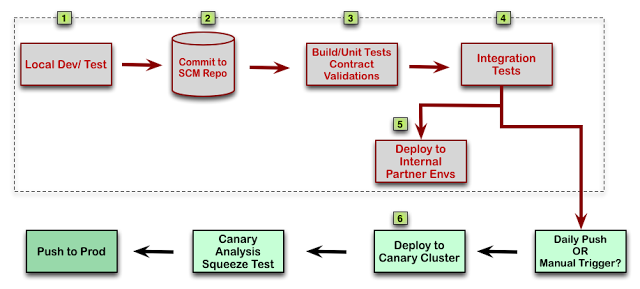 1
Local Dev/ Test
2
Commit to
SCM Repo
3
Build/Unit Tests
Contract
Validations
4
Integration
Tests
5
Deploy to
Internal
Partner Envs
Daily Push
OR
Manual Trigger?
6
Deploy to
Canary Cluster
Canary
Analysis
Squeeze Test
Push to Prod